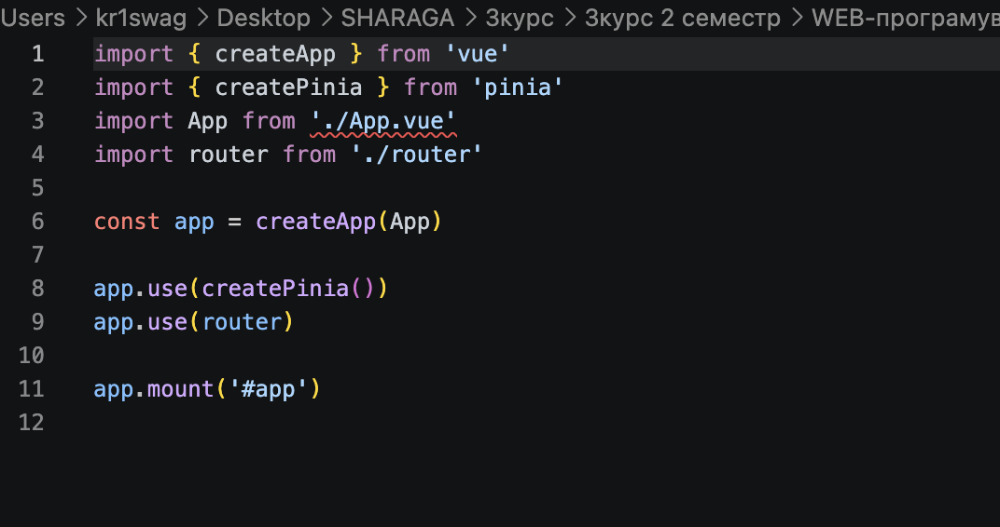 Users > kr1swag > Desktop > SHARAGA > 3курс > 3курс 2 семестр > WEB-програмув
1 import { createApp } from 'vue'
2 import { createPinia } from 'pinia'
3 import App from './App.vue'
4 import router from './router'
5
6 const app = createApp(App)
7
8 app.use(createPinia())
9 app.use(router)
10
11 app.mount('#app')
12